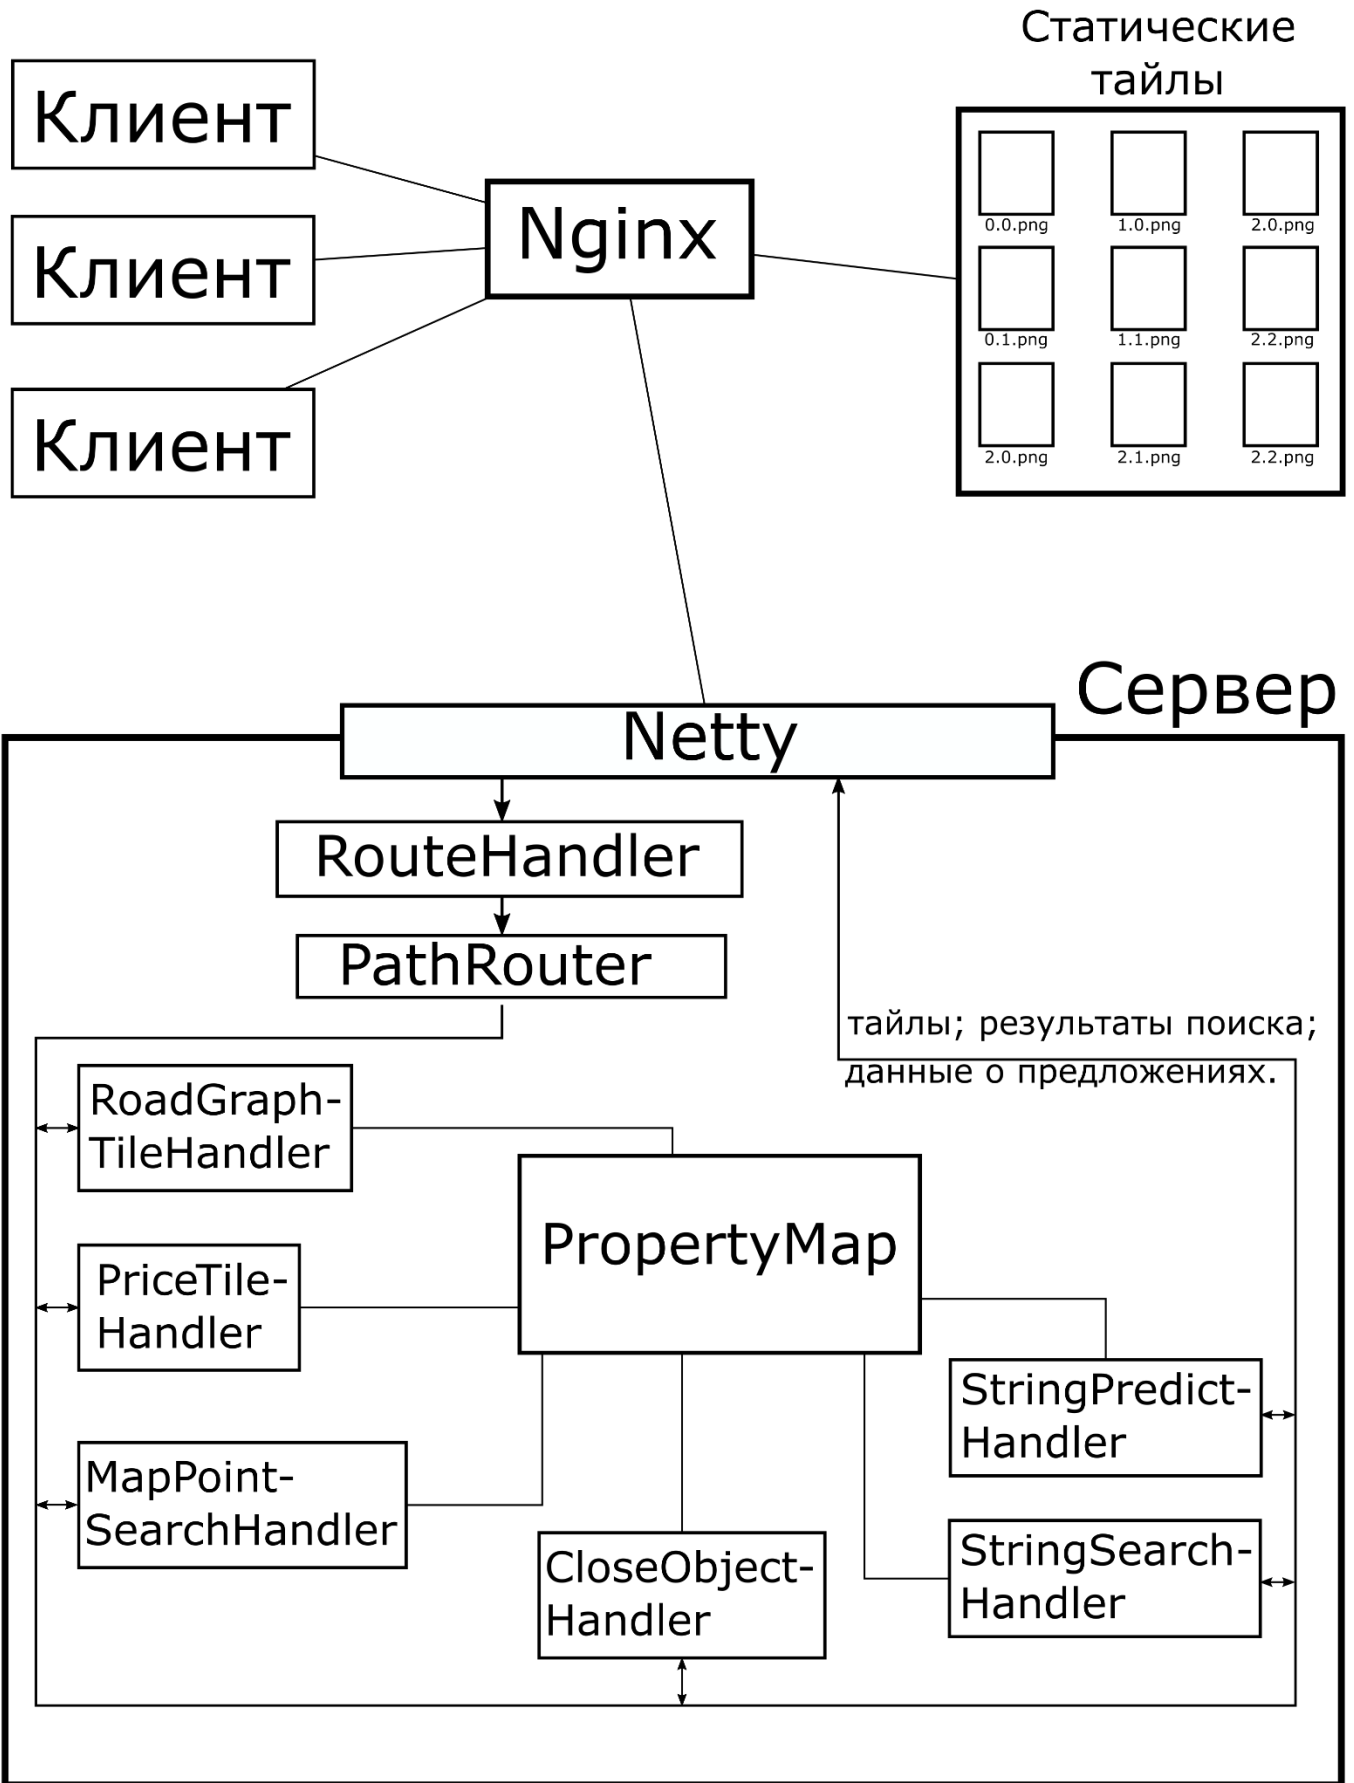 Статические
тайлы
Клиент
Клиент
Клиент
Nginx
0.0.png
1.0.png
2.0.png
0.1.png
1.1.png
2.2.png
2.0.png
2.1.png
2.2.png
Сервер
Netty
RouteHandler
PathRouter
тайлы; результаты поиска;
данные о предложениях.
RoadGraph-
TileHandler
PropertyMap
PriceTile-
Handler
MapPoint-
SearchHandler
CloseObject-
Handler
StringPredict-
Handler
StringSearch-
Handler